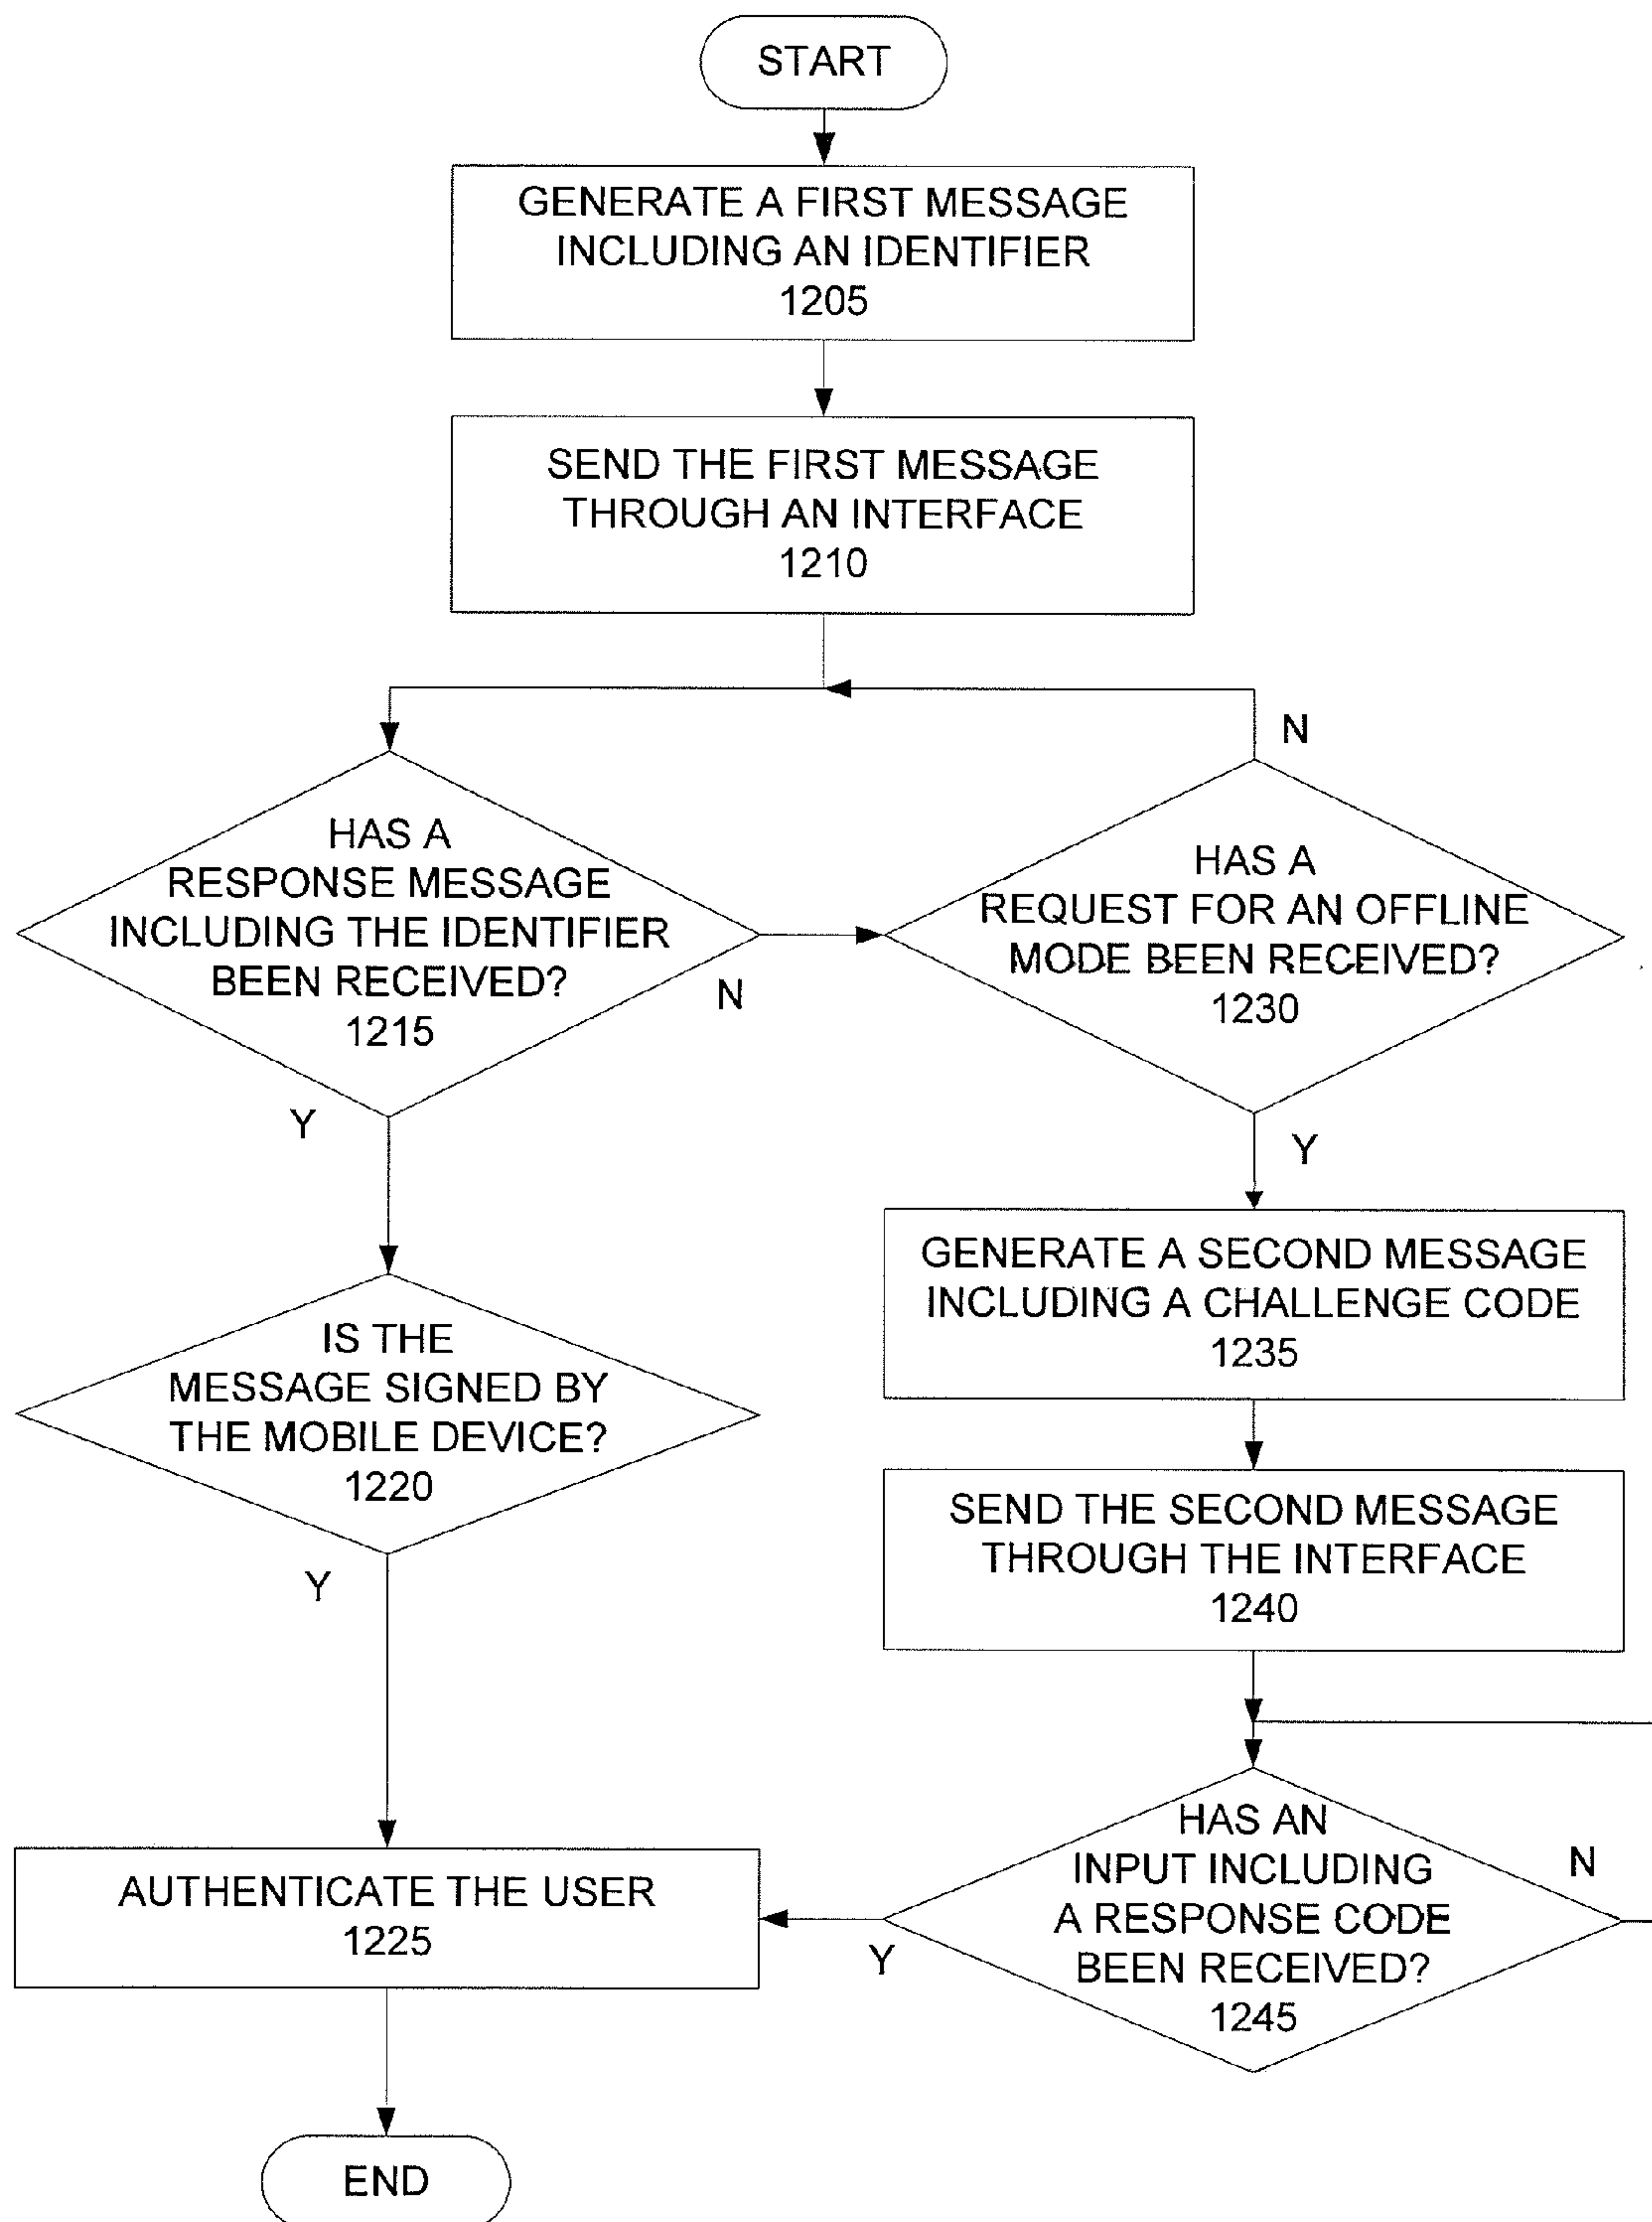 START
GENERATE A FIRST MESSAGE
INCLUDING AN IDENTIFIER
1205
SEND THE FIRST MESSAGE
THROUGH AN INTERFACE
1210
HAS A
RESPONSE MESSAGE
INCLUDING THE IDENTIFIER
BEEN RECEIVED?
1215
N
Y
N
HAS A
REQUEST FOR AN OFFLINE
MODE BEEN RECEIVED?
1230
Y
IS THE
MESSAGE SIGNED BY
THE MOBILE DEVICE?
1220
Y
GENERATE A SECOND MESSAGE
INCLUDING A CHALLENGE CODE
1235
SEND THE SECOND MESSAGE
THROUGH THE INTERFACE
1240
HAS AN
INPUT INCLUDING
A RESPONSE CODE
BEEN RECEIVED?
1245
N
Y
AUTHENTICATE THE USER
1225
END